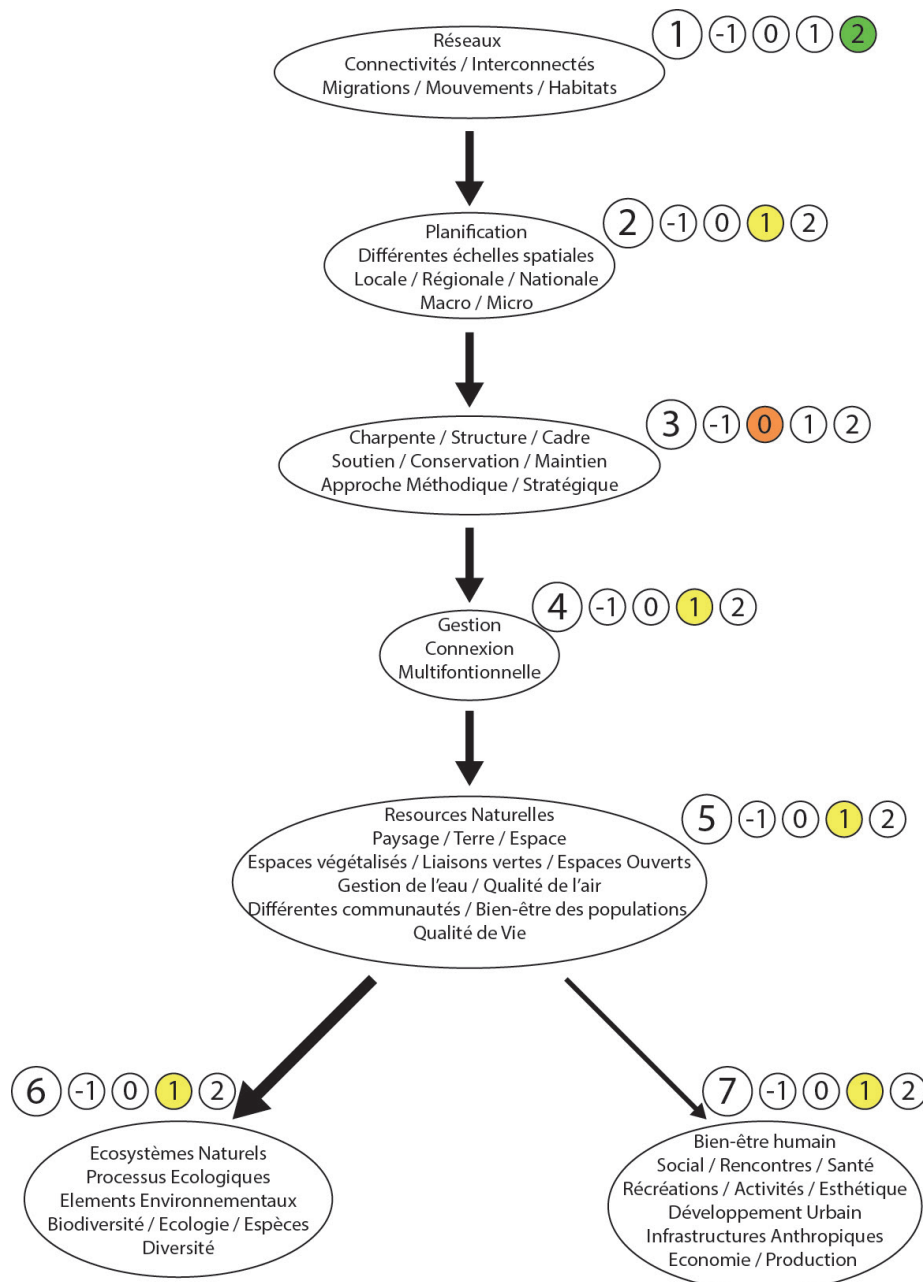 1 -1 0 1 2
Réseaux
Connectivités / Interconnectés
Migrations / Mouvements / Habitats
2 -1 0 1 2
Planification
Différentes échelles spatiales
Locale / Régionale / Nationale
Macro / Micro
3 -1 0 1 2
Charpente / Structure / Cadre
Soutien / Conservation / Maintien
Approche Méthodique / Stratégique
4 -1 0 1 2
Gestion
Connexion
Multifontionnelle
5 -1 0 1 2
Resources Naturelles
Paysage / Terre / Espace
Espaces végétalisés / Liaisons vertes / Espaces Ouverts
Gestion de l'eau / Qualité de l'air
Différentes communautés / Bien-être des populations
Qualité de Vie
6 -1 0 1 2
Ecosystèmes Naturels
Processus Ecologiques
Elements Environnementaux
Biodiversité / Ecologie / Espèces
Diversité
7 -1 0 1 2
Bien-être humain
Social / Rencontres / Santé
Récréations / Activités / Esthétique
Développement Urbain
Infrastructures Anthropiques
Economie / Production